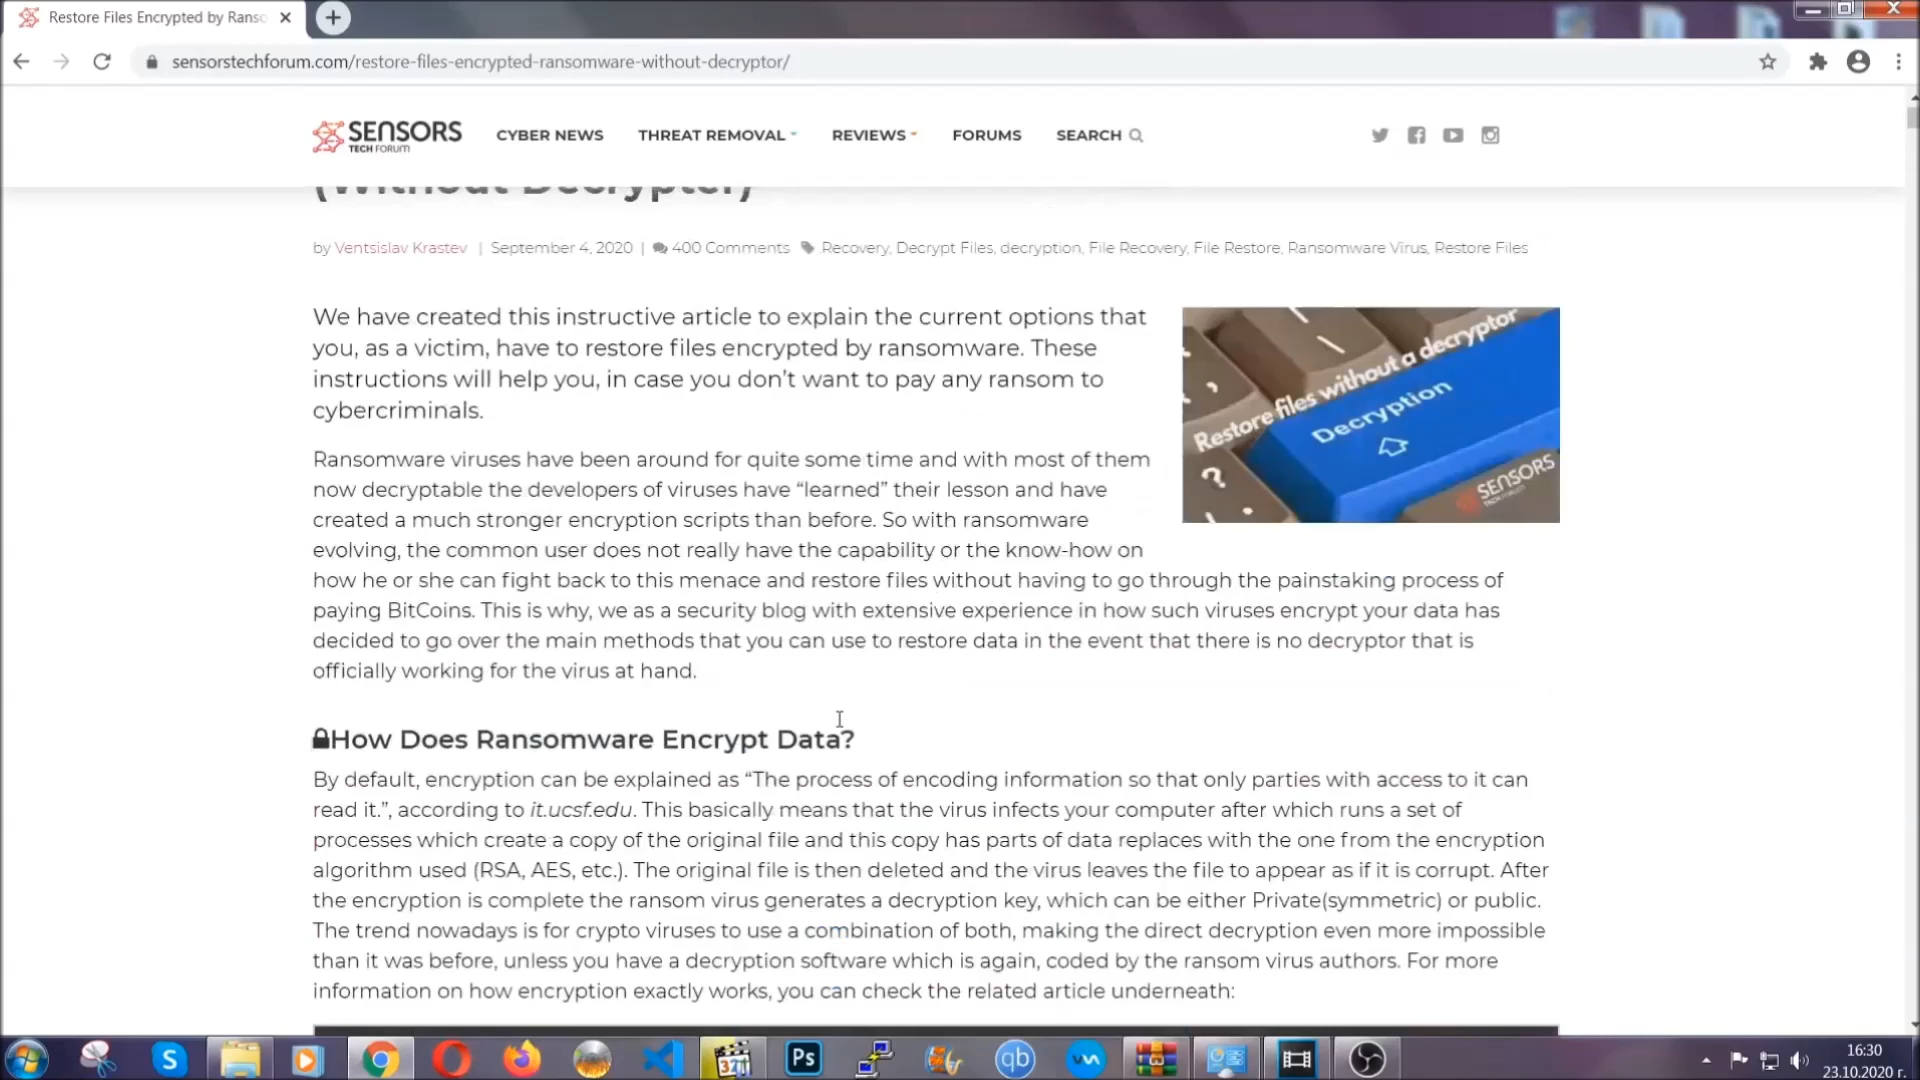 Restore Files Encrypted by Ranso
sensorstechforum.com/restore-files-encrypted-ransomware-without-decryptor/
SENSORS
TECH FORUM
CYBER NEWS THREAT REMOVAL REVIEWS FORUMS SEARCH
(Without Decrypter)
by Ventsislav Krastev | September 4, 2020 | 400 Comments Recovery, Decrypt Files, decryption, File Recovery, File Restore, Ransomware Virus, Restore Files
We have created this instructive article to explain the current options that
you, as a victim, have to restore files encrypted by ransomware. These
instructions will help you, in case you don’t want to pay any ransom to
cybercriminals.
Restore files without a decryptor
Decryption
SENSORS
Ransomware viruses have been around for quite some time and with most of them
now decryptable the developers of viruses have “learned” their lesson and have
created a much stronger encryption scripts than before. So with ransomware
evolving, the common user does not really have the capability or the know-how on
how he or she can fight back to this menace and restore files without having to go through the painstaking process of
paying BitCoins. This is why, we as a security blog with extensive experience in how such viruses encrypt your data has
decided to go over the main methods that you can use to restore data in the event that there is no decryptor that is
officially working for the virus at hand.
How Does Ransomware Encrypt Data?
By default, encryption can be explained as “The process of encoding information so that only parties with access to it can
read it.”, according to it.ucsf.edu. This basically means that the virus infects your computer after which runs a set of
processes which create a copy of the original file and this copy has parts of data replaces with the one from the encryption
algorithm used (RSA, AES, etc.). The original file is then deleted and the virus leaves the file to appear as if it is corrupt. After
the encryption is complete the ransom virus generates a decryption key, which can be either Private(symmetric) or public.
The trend nowadays is for crypto viruses to use a combination of both, making the direct decryption even more impossible
than it was before, unless you have a decryption software which is again, coded by the ransom virus authors. For more
information on how encryption exactly works, you can check the related article underneath:
S
Ps
qb
16:30
23.10.2020 г.